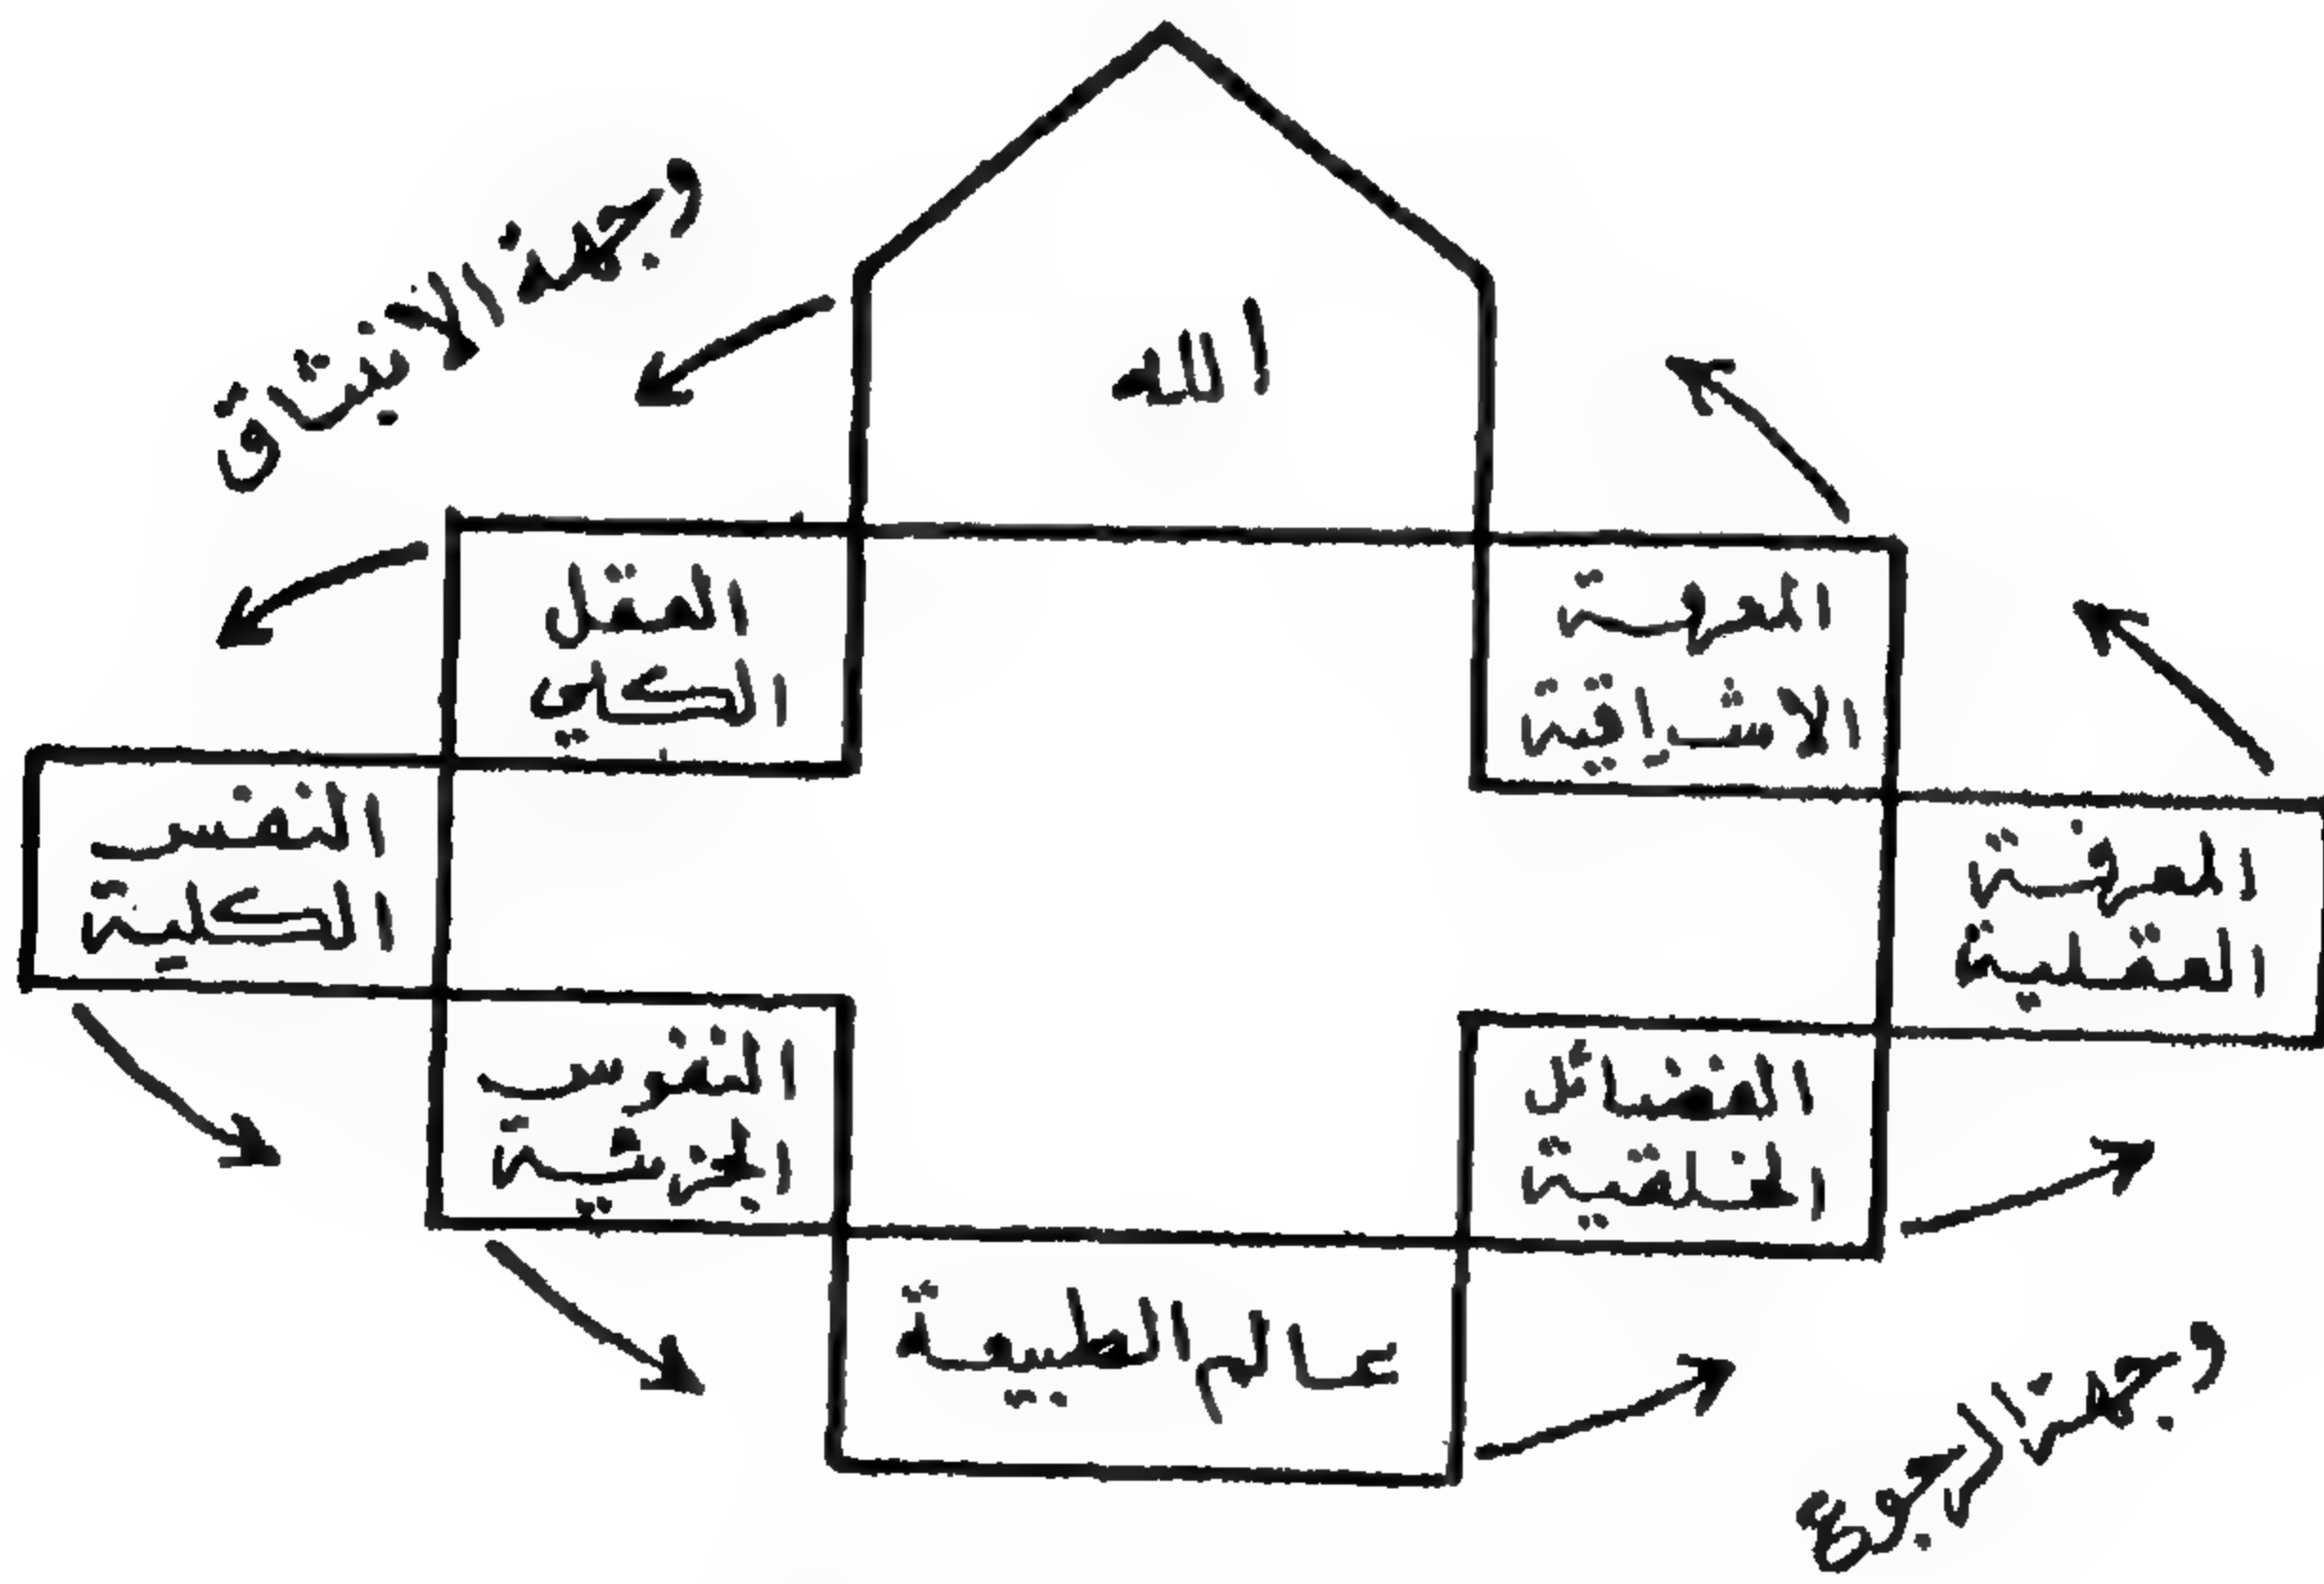 وجهة الانبثاق
الله
العقل
الكلي
المعرفة
الاشراقية
النفس
الكلية
المعرفة
العقلية
النفوس
الجزئية
الفضائل
الخلقية
عالم الطبيعة
وجهة الرجوع